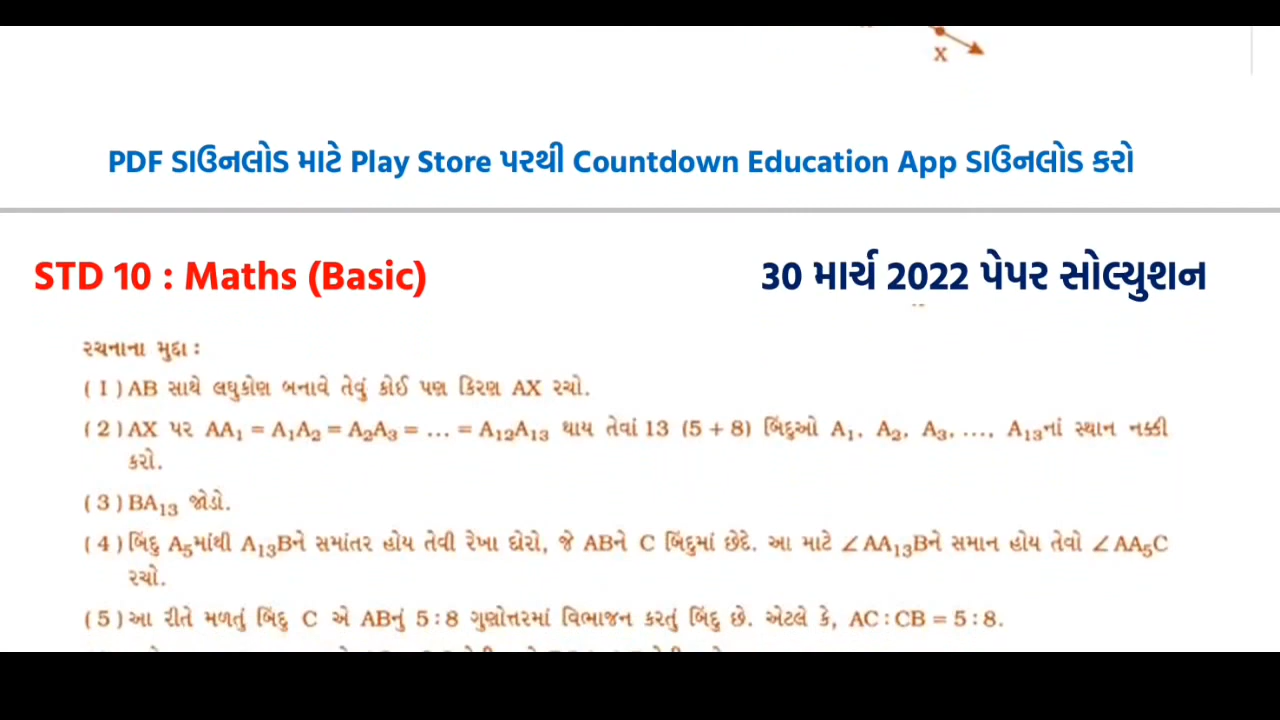 X
PDF ડાઉનલોડ માટે Play Store પરથી Countdown Education App ડાઉનલોડ કરો
STD 10 : Maths (Basic)
30 માર્ચ 2022 પેપર સોલ્યુશન
રચનાના મુદ્દા :
(1) AB સાથે લઘુકોણ બનાવે તેવું કોઈ પણ કિરણ AX રચો.
(2) AX પર AA₁ = A₁A₂ = A₂A₃ = ... = A₁₂A₁₃ થાય તેવાં 13 (5 + 8) બિંદુઓ A₁, A₂, A₃, ..., A₁₃નાં સ્થાન નક્કી
કરો.
(3) BA₁₃ જોડો.
(4) બિંદુ A₅માંથી A₁₃Bને સમાંતર હોય તેવી રેખા દોરો, જે ABને C બિંદુમાં છેદે. આ માટે ∠AA₁₃Bને સમાન હોય તેવો ∠AA₅C
રચો.
(5) આ રીતે મળતું બિંદુ C એ ABનું 5 : 8 ગુણોત્તરમાં વિભાજન કરતું બિંદુ છે. એટલે કે, AC : CB = 5 : 8.